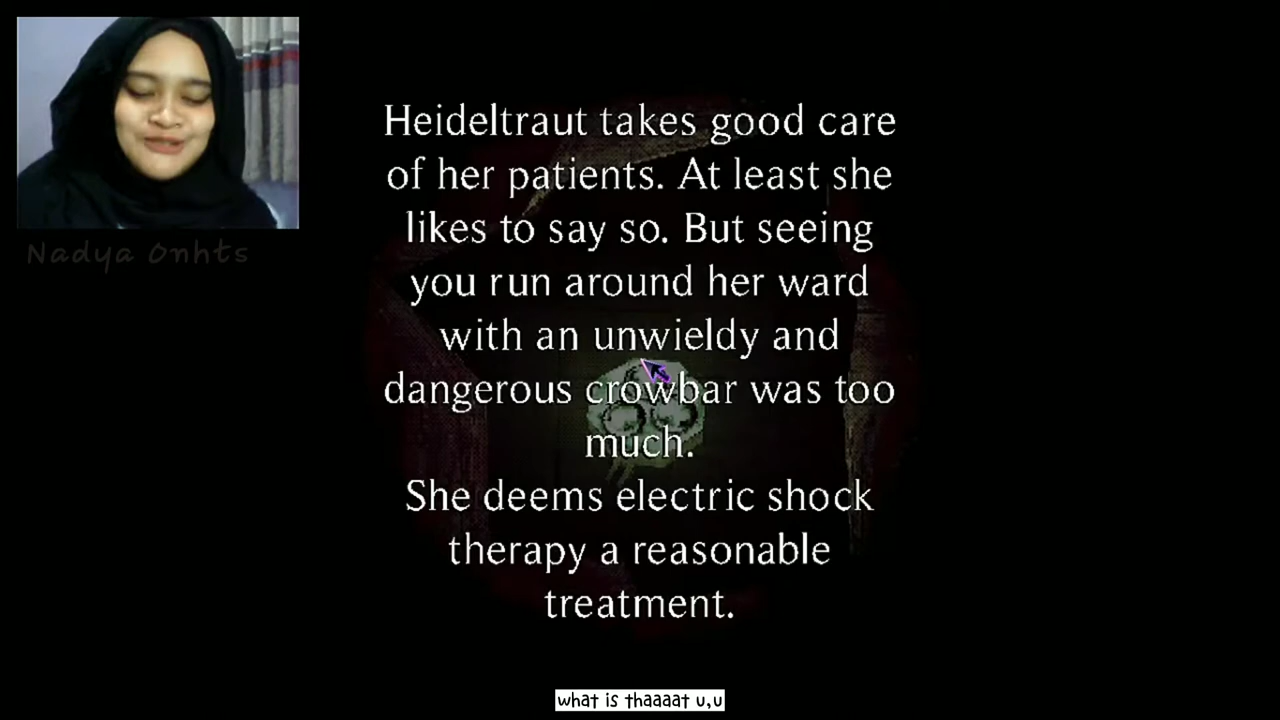 Nadya Onhts
Heideltraut takes good care
of her patients. At least she
likes to say so. But seeing
you run around her ward
with an unwieldy and
dangerous crowbar was too
much.
She deems electric shock
therapy a reasonable
treatment.
what is thaaaat u,u